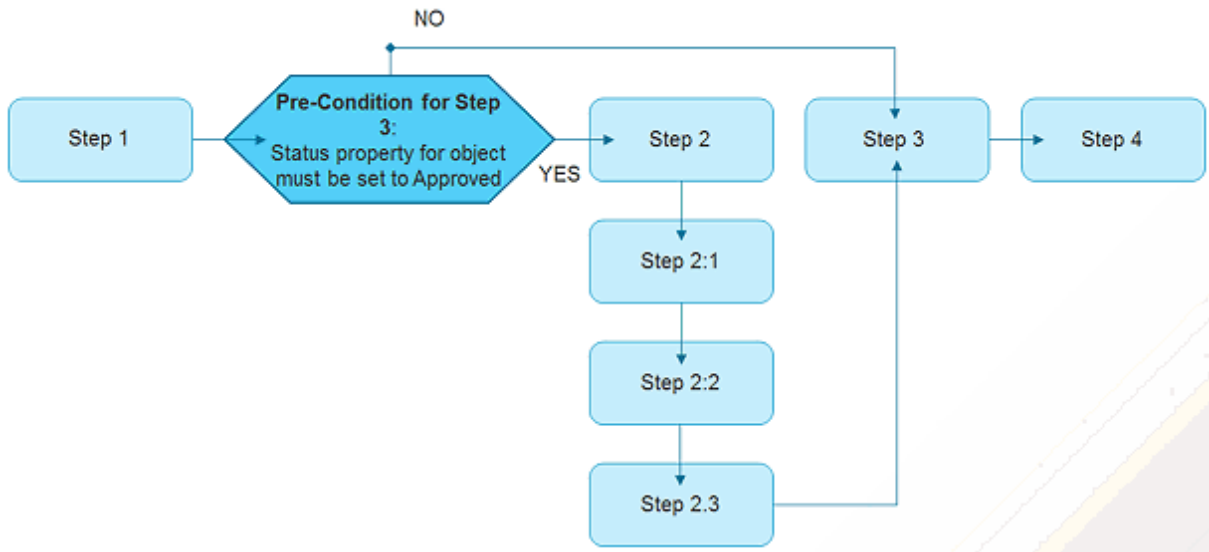 NO
Step 1
Pre-Condition for Step
3:
Status property for object
must be set to Approved
YES
Step 2
Step 3
Step 4
Step 2:1
Step 2:2
Step 2.3